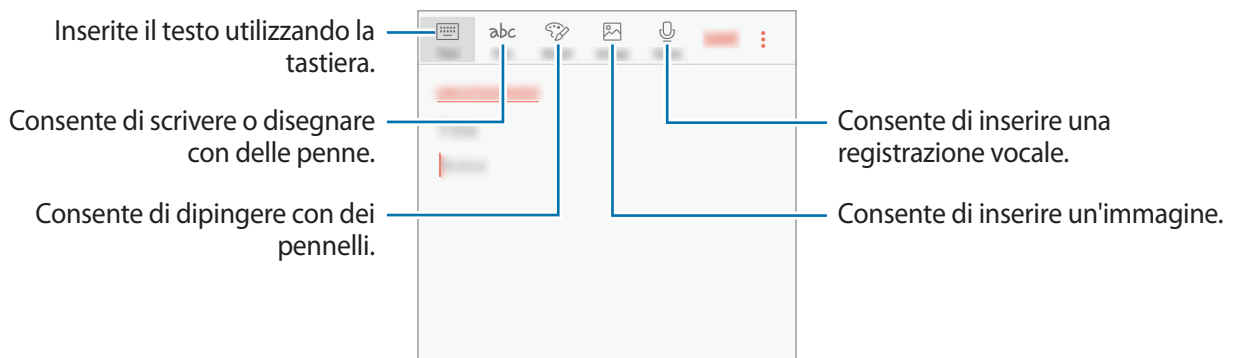 Inserite il testo utilizzando la
tastiera.
abc
Consente di scrivere o disegnare
con delle penne.
Consente di dipingere con dei
pennelli.
Consente di inserire una
registrazione vocale.
Consente di inserire un'immagine.